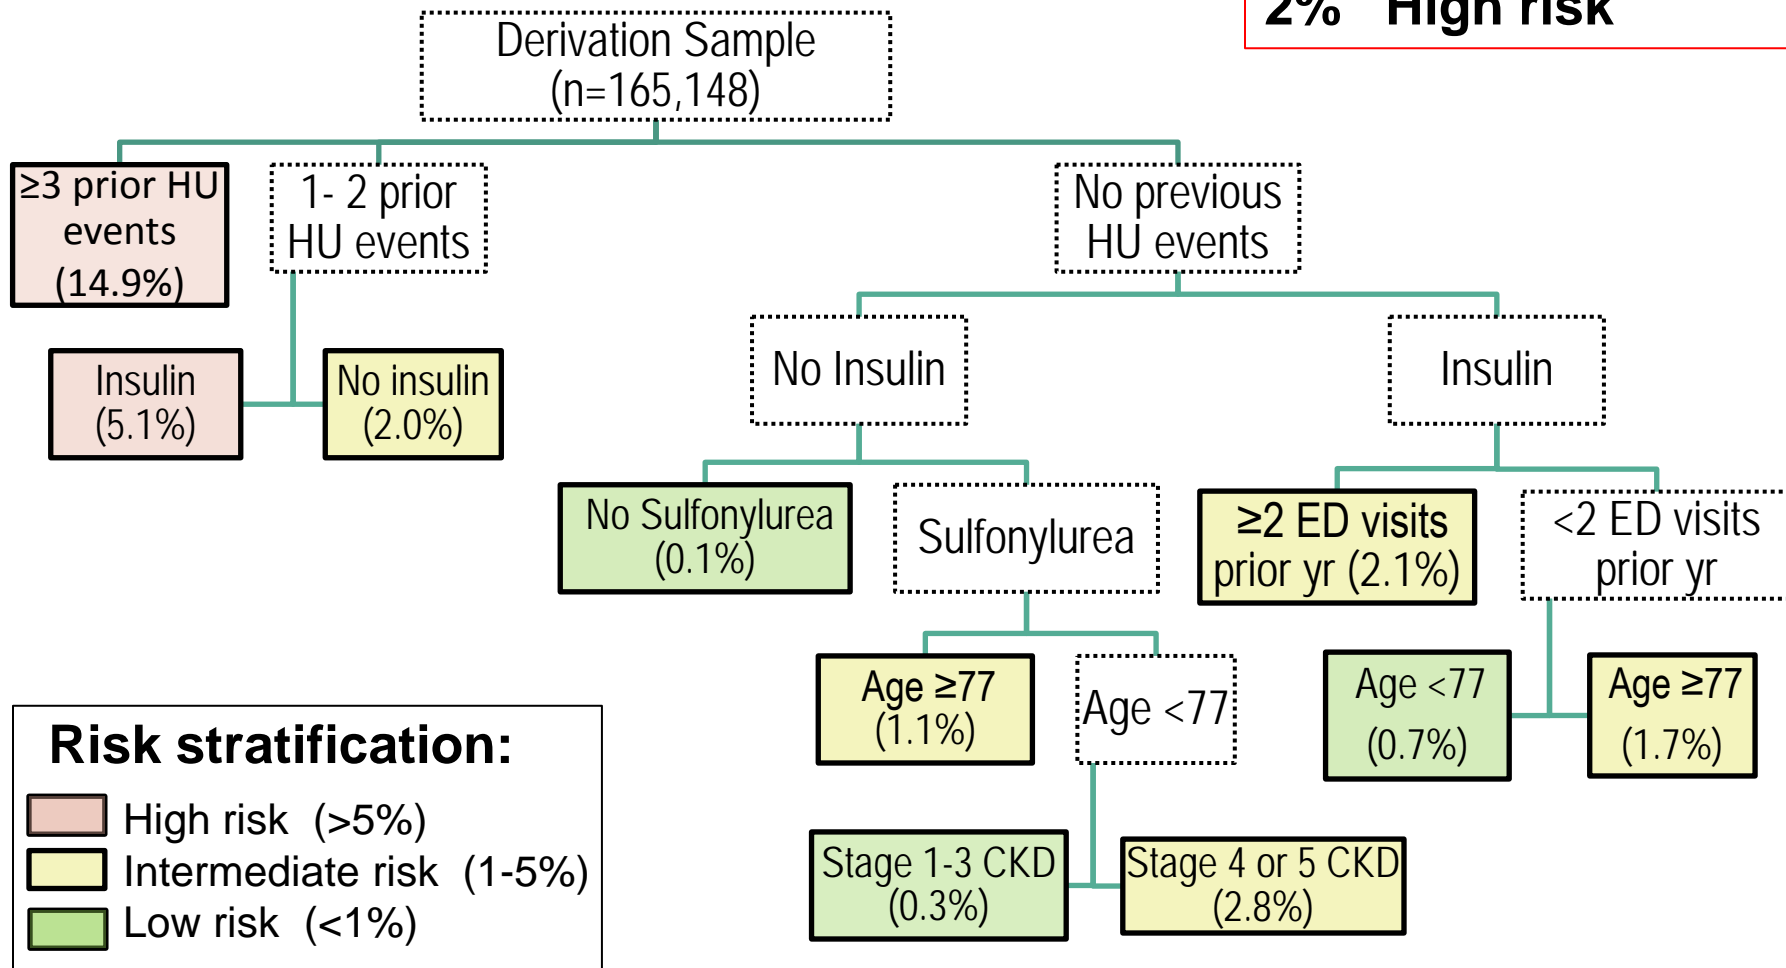 2% High risk
Derivation Sample
(n=165,148)
≥3 prior HU
events
(14.9%)
1- 2 prior
HU events
No previous
HU events
Insulin
(5.1%)
No insulin
(2.0%)
No Insulin
Insulin
No Sulfonylurea
(0.1%)
Sulfonylurea
≥2 ED visits
prior yr (2.1%)
<2 ED visits
prior yr
Age ≥77
(1.1%)
Age <77
Age <77
(0.7%)
Age ≥77
(1.7%)
Stage 1-3 CKD
(0.3%)
Stage 4 or 5 CKD
(2.8%)
Risk stratification:
High risk (>5%)
Intermediate risk (1-5%)
Low risk (<1%)